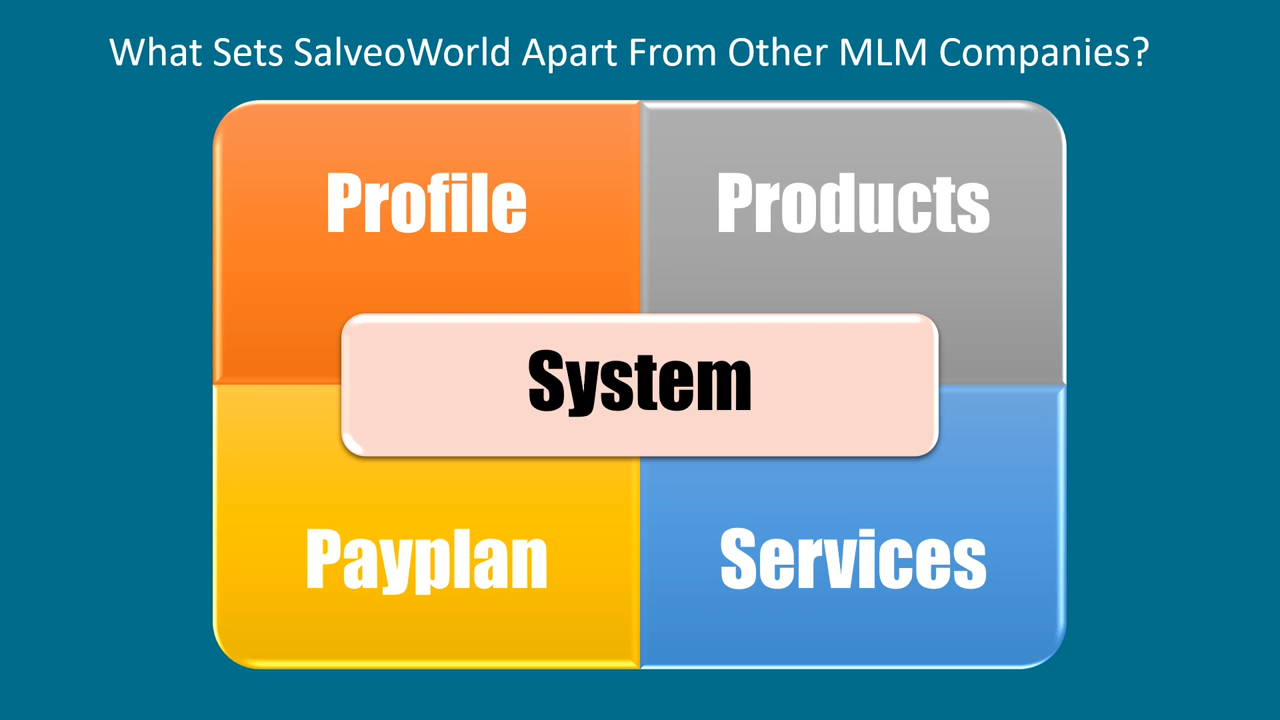 What Sets SalveoWorld Apart From Other MLM Companies?
Profile
Products
System
Payplan
Services